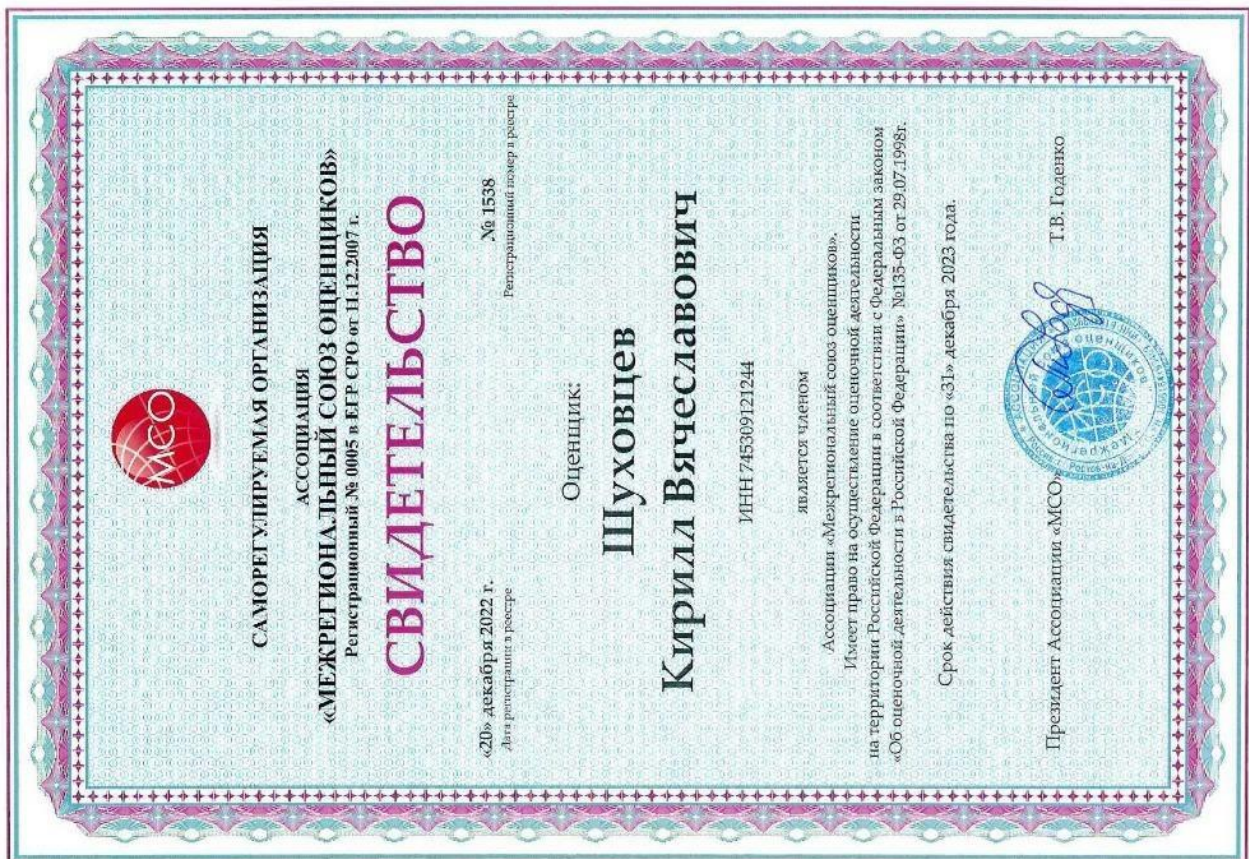 МСО
САМОРЕГУЛИРУЕМАЯ ОРГАНИЗАЦИЯ
АССОЦИАЦИЯ
«МЕЖРЕГИОНАЛЬНЫЙ СОЮЗ ОЦЕНЩИКОВ»
Регистрационный № 0005 в ЕГР СРО от 11.12.2007 г.
СВИДЕТЕЛЬСТВО
«20» декабря 2022 г. № 1538
Дата регистрации в реестре Регистрационный номер в реестре
Оценщик:
Шуховцев
Кирилл Вячеславович
ИНН 745309121244
является членом
Ассоциации «Межрегиональный союз оценщиков».
Имеет право на осуществление оценочной деятельности
на территории Российской Федерации в соответствии с Федеральным законом
«Об оценочной деятельности в Российской Федерации» №135-ФЗ от 29.07.1998г.
Срок действия свидетельства по «31» декабря 2023 года.
Президент Ассоциации «МСО» Т.В. Годенко